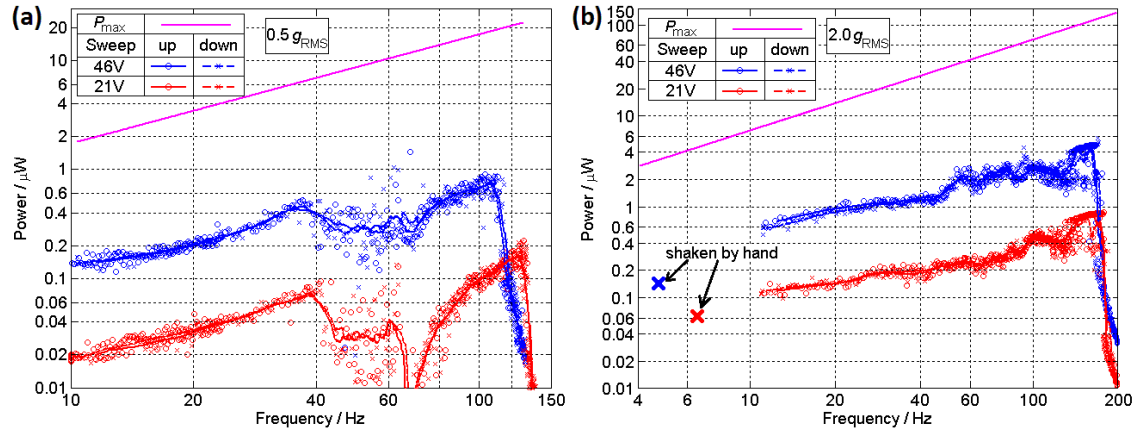 (a)
P_max
Sweep up down
46V
21V
0.5 g_RMS
20
10
6
4
2
1
0.6
0.4
0.2
0.1
0.06
0.04
0.02
0.01
Power / µW
10 20 40 60 100 150
Frequency / Hz
(b)
P_max
Sweep up down
46V
21V
2.0 g_RMS
150
100
60
40
20
10
6
4
2
1
0.6
0.4
0.2
0.1
0.06
0.04
0.02
0.01
Power / µW
shaken by hand
4 6 10 20 40 60 100 200
Frequency / Hz